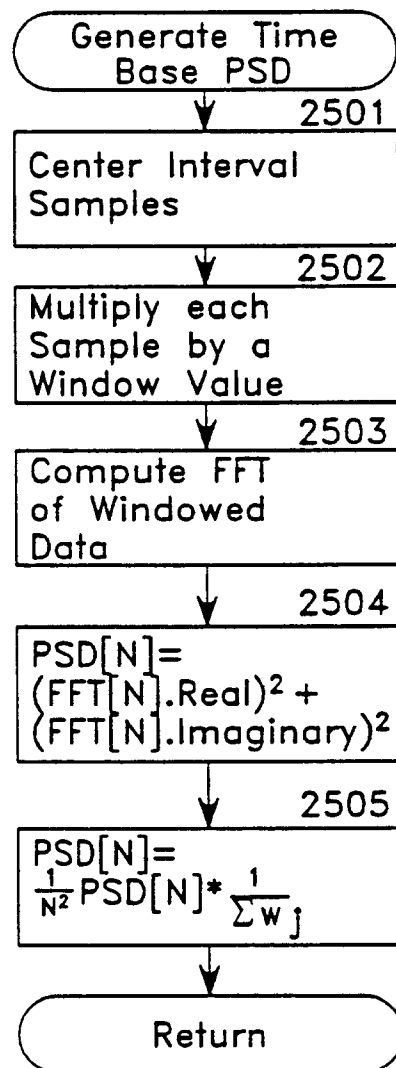 Generate Time
Base PSD
2501
Center Interval
Samples
2502
Multiply each
Sample by a
Window Value
2503
Compute FFT
of Windowed
Data
2504
PSD[N]=
(FFT[N].Real)² +
(FFT[N].Imaginary)²
2505
PSD[N]=
1/N² PSD[N]* 1/ΣWj
Return